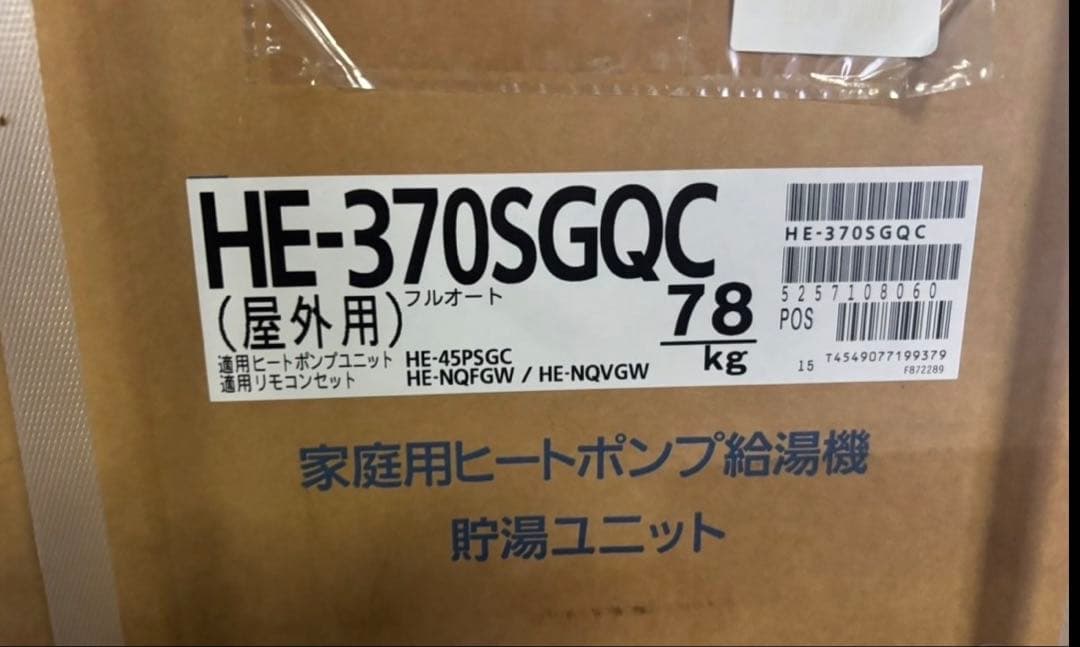 HE-370SGQC
(屋外用) フルオート
78
kg
適用ヒートポンプユニット HE-45PSGC
適用リモコンセット HE-NQFGW / HE-NQVGW
HE-370SGQC
5257108060
POS
15 T4549077199379
F872289
家庭用ヒートポンプ給湯機
貯湯ユニット